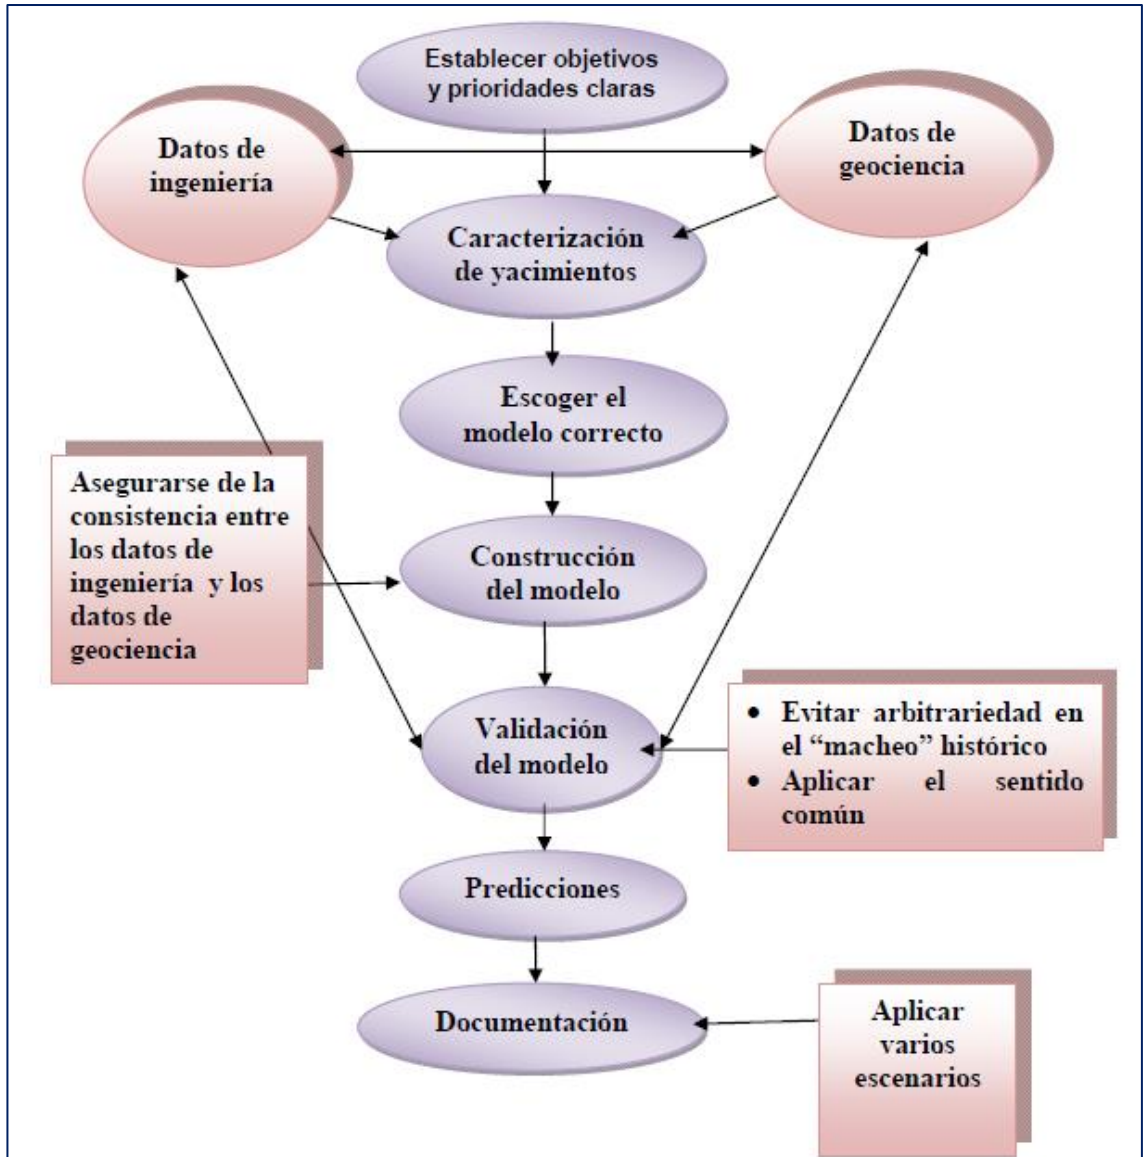 Establecer objetivos
y prioridades claras
Datos de
ingeniería
Datos de
geociencia
Caracterización
de yacimientos
Escoger el
modelo correcto
Asegurarse de la
consistencia entre
los datos de
ingeniería y los
datos de
geociencia
Construcción
del modelo
Validación
del modelo
• Evitar arbitrariedad en
el “macheo” histórico
• Aplicar el sentido
común
Predicciones
Documentación
Aplicar
varios
escenarios